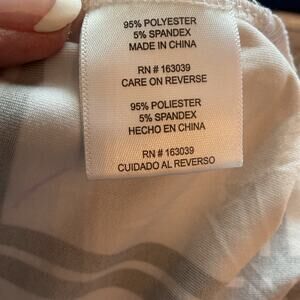 95% POLYESTER
5% SPANDEX
MADE IN CHINA
RN # 163039
CARE ON REVERSE
95% POLIESTER
5% SPANDEX
HECHO EN CHINA
RN # 163039
CUIDADO AL REVERSO